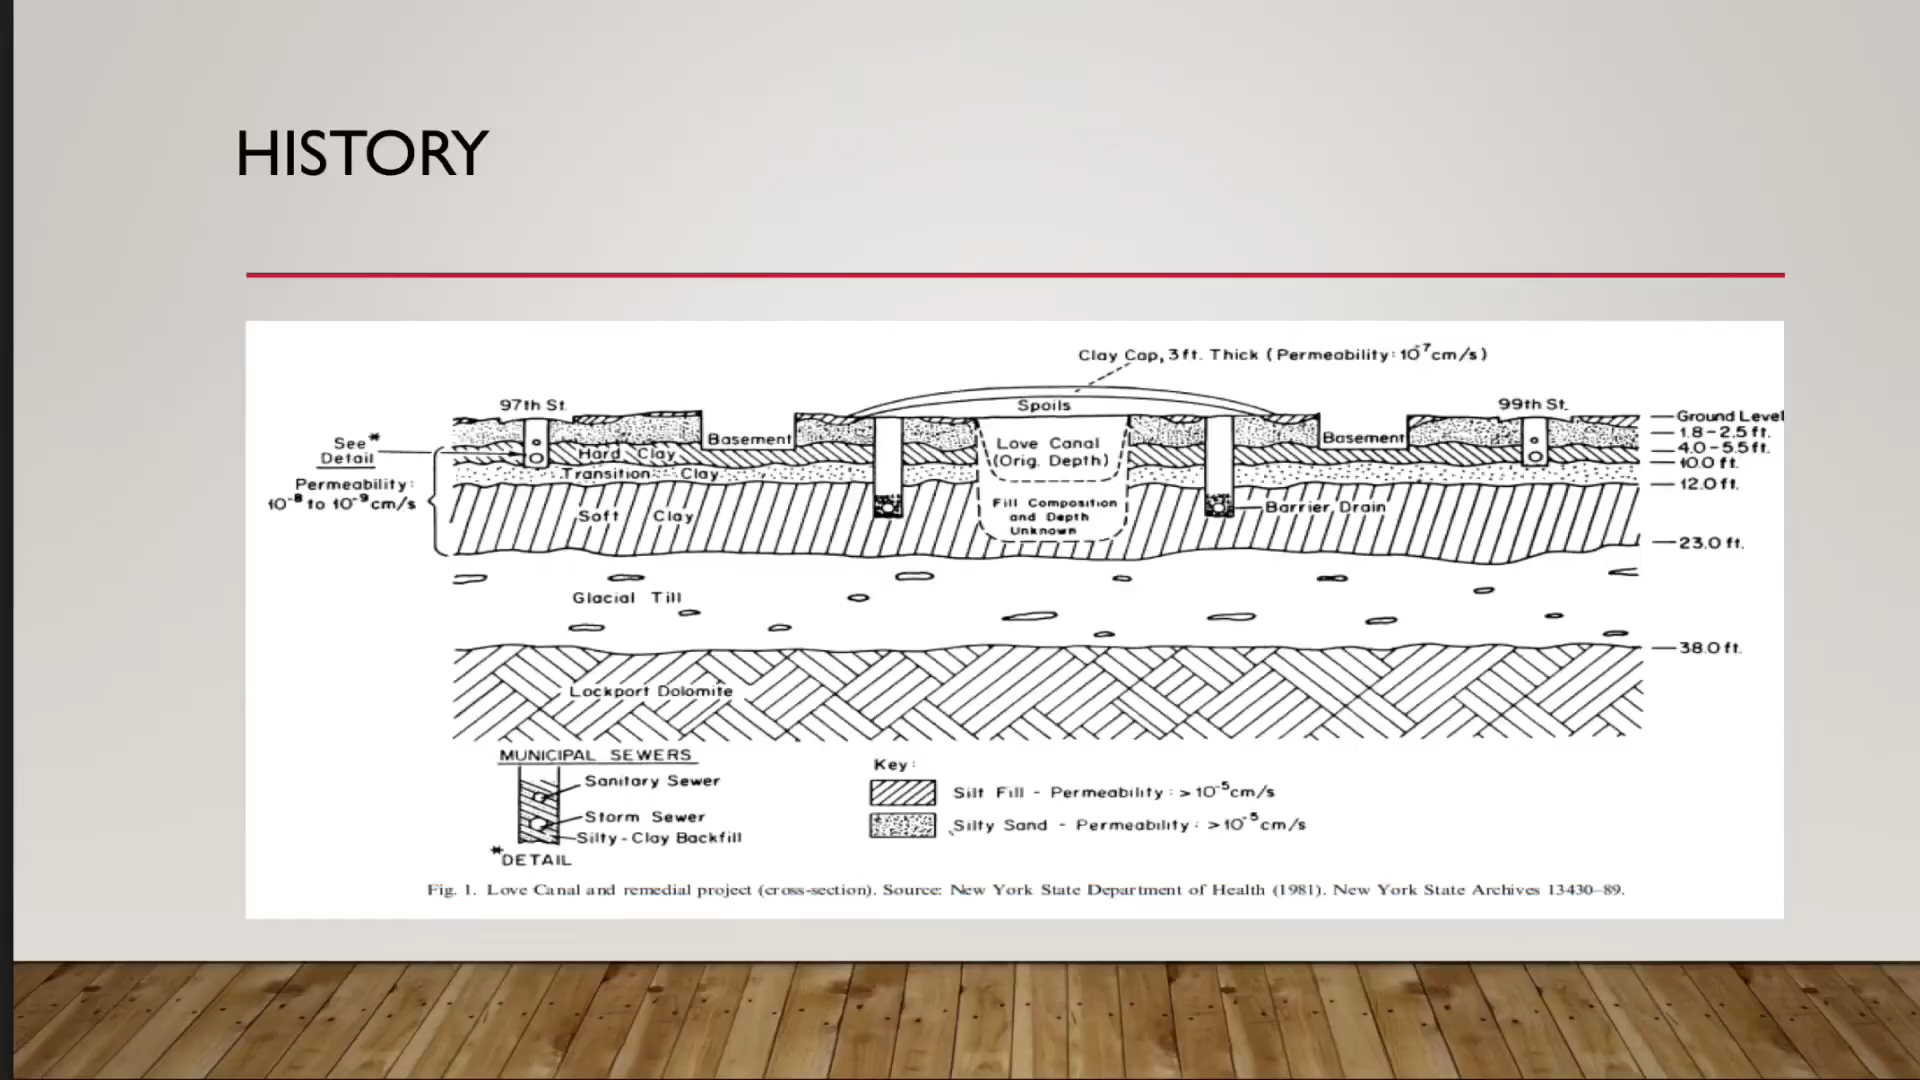 HISTORY
Clay Cap, 3 ft. Thick (Permeability: 10⁻⁷cm/s)
97th St.
Spoils
99th St.
Ground Level
See*
Detail
Basement
Love Canal
(Orig. Depth)
Basement
1.8-2.5 ft.
4.0-5.5 ft.
Hard Clay
10.0 ft.
Transition Clay
12.0 ft.
Permeability:
10⁻⁸ to 10⁻⁹cm/s
Soft Clay
Fill Composition
and Depth
Unknown
Barrier Drain
23.0 ft.
Glacial Till
38.0 ft.
Lockport Dolomite
MUNICIPAL SEWERS
Sanitary Sewer
Storm Sewer
Silty-Clay Backfill
*DETAIL
Key:
Silt Fill - Permeability: >10⁻⁵cm/s
Silty Sand - Permeability: >10⁻⁵cm/s
Fig. 1. Love Canal and remedial project (cross-section). Source: New York State Department of Health (1981). New York State Archives 13430–89.